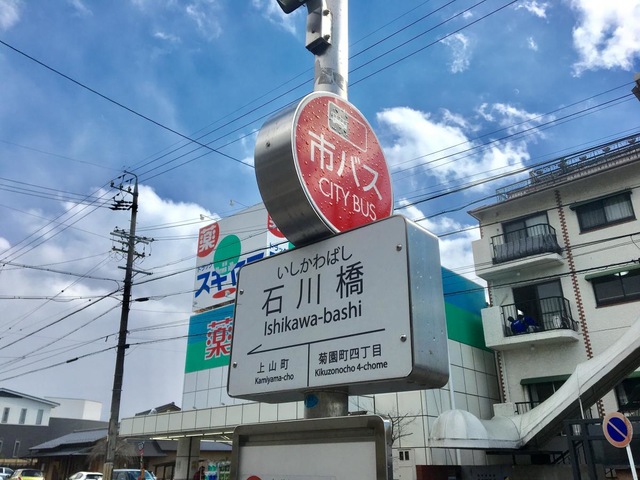 市バス
CITY BUS
いしかわばし
石川橋
Ishikawa-bashi
上山町
Kamiyama-cho
菊園町四丁目
Kikuzonocho 4-chome
薬
スギ
薬